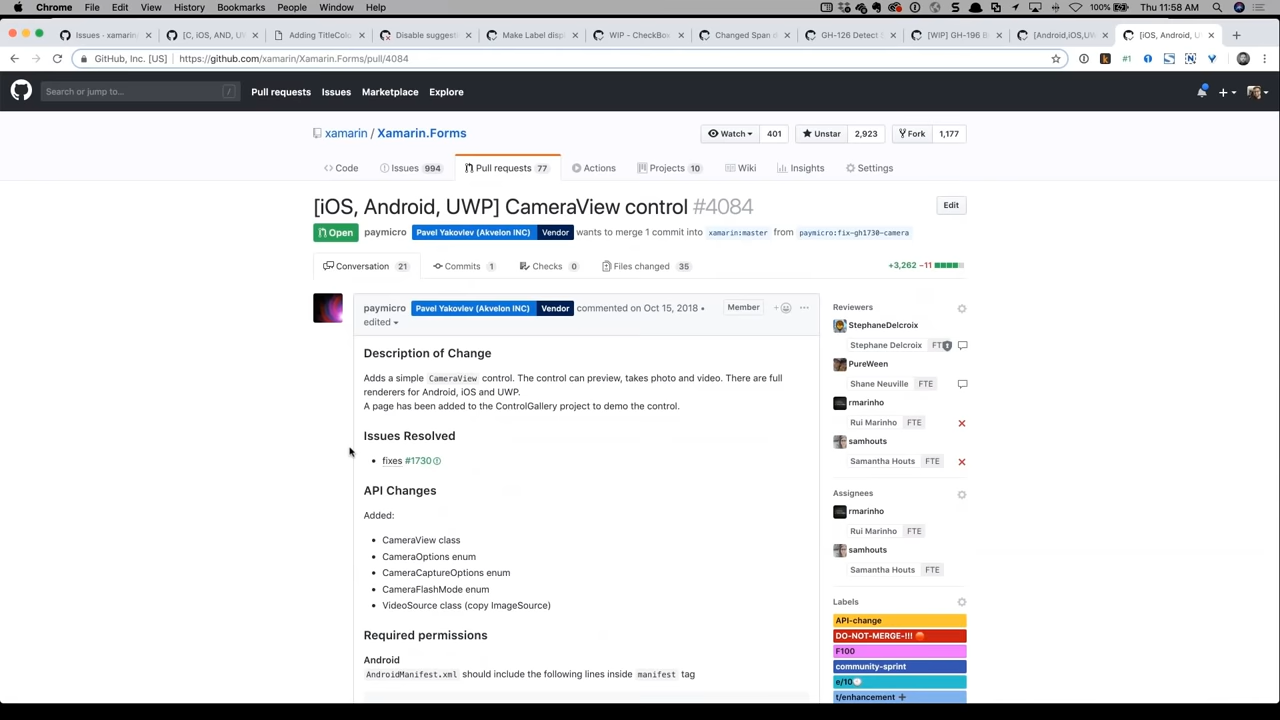 Chrome File Edit View History Bookmarks People Window Help 100% Thu 11:58 AM
Issues · xamarin
[C, iOS, AND, UW
Adding TitleColo
Disable suggest
Make Label disp
WIP - CheckBox
Changed Span d
GH-126 Detect S
[WIP] GH-196 B
[Android,iOS,UW
[iOS, Android, U
GitHub, Inc. [US] https://github.com/xamarin/Xamarin.Forms/pull/4084 #1
Search or jump to... / Pull requests Issues Marketplace Explore
xamarin / Xamarin.Forms Watch 401 Unstar 2,923 Fork 1,177
Code Issues 994 Pull requests 77 Actions Projects 10 Wiki Insights Settings
[iOS, Android, UWP] CameraView control #4084 Edit
Open paymicro Pavel Yakovlev (Akvelon INC) Vendor wants to merge 1 commit into xamarin:master from paymicro:fix-gh1730-camera
Conversation 21 Commits 1 Checks 0 Files changed 35 +3,262 −11
paymicro Pavel Yakovlev (Akvelon INC) Vendor commented on Oct 15, 2018 • Member
edited
Description of Change
Adds a simple CameraView control. The control can preview, takes photo and video. There are full
renderers for Android, iOS and UWP.
A page has been added to the ControlGallery project to demo the control.
Issues Resolved
• fixes #1730
API Changes
Added:
• CameraView class
• CameraOptions enum
• CameraCaptureOptions enum
• CameraFlashMode enum
• VideoSource class (copy ImageSource)
Required permissions
Android
AndroidManifest.xml should include the following lines inside manifest tag
Reviewers
StephaneDelcroix
Stephane Delcroix
PureWeen
Shane Neuville FTE
rmarinho
Rui Marinho FTE
samhouts
Samantha Houts FTE
Assignees
rmarinho
Rui Marinho FTE
samhouts
Samantha Houts FTE
Labels
API-change
DO-NOT-MERGE-!!!
F100
community-sprint
e/10
t/enhancement